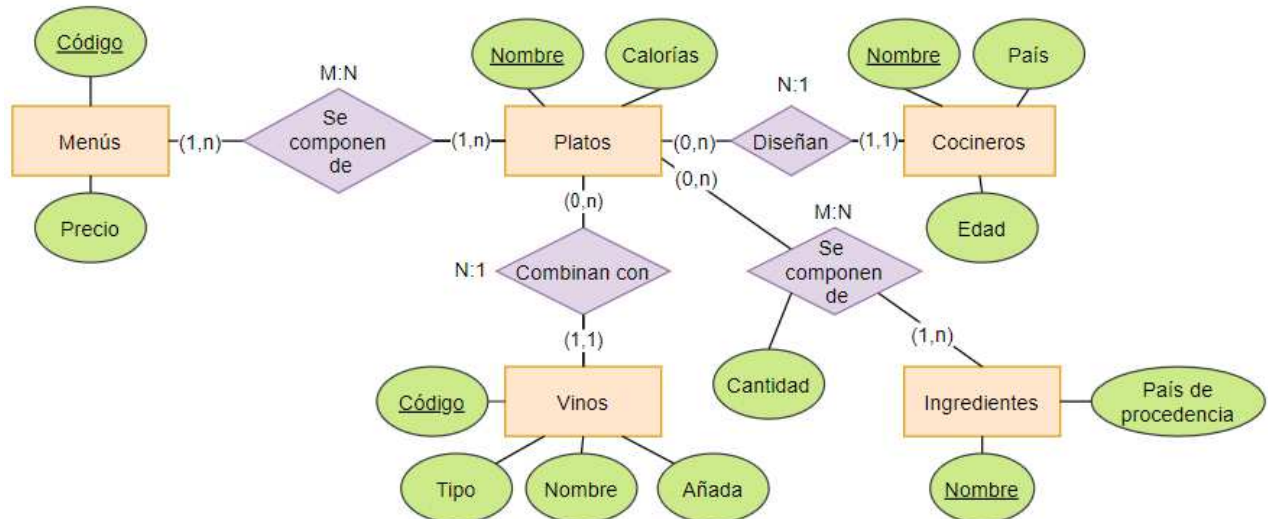 Código
Nombre
Calorías
Nombre
País
M:N
N:1
Menús
(1,n)
Se
componen
de
(1,n)
Platos
(0,n)
Diseñan
(1,1)
Cocineros
(0,n)
Precio
(0,n)
M:N
Edad
N:1
Combinan con
Se
componen
de
(1,1)
(1,n)
Código
Vinos
Cantidad
Ingredientes
País de
procedencia
Tipo
Nombre
Añada
Nombre